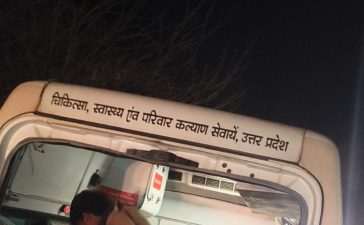 चिकित्सा, स्वास्थ्य एंव परिवार कल्याण सेवायें, उत्तर प्रदेश